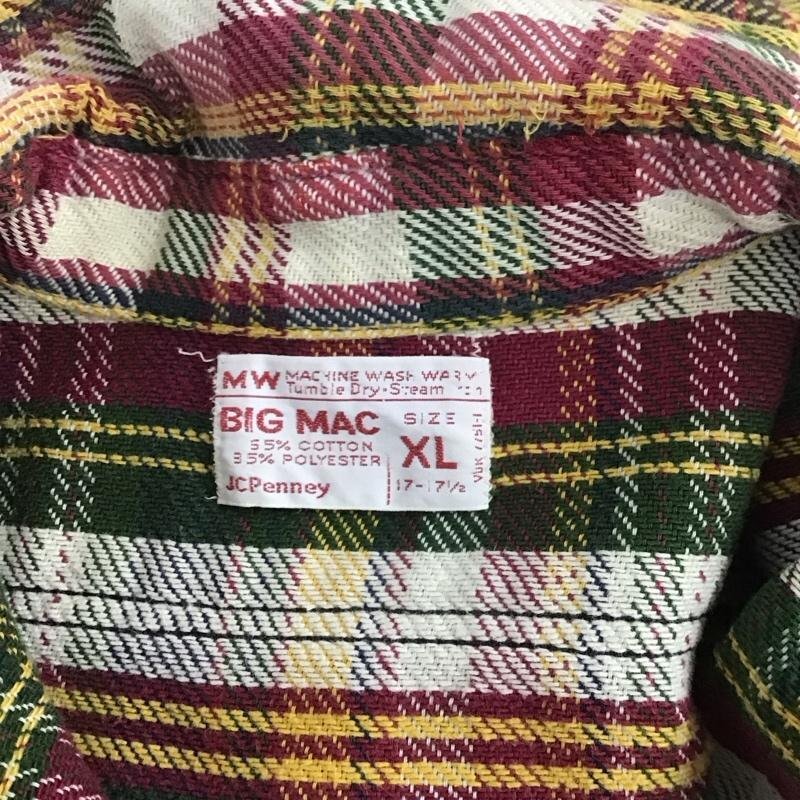 MW MACHINE WASH WARM
Tumble Dry-Steam
BIG MAC
SIZE
65% COTTON
35% POLYESTER
XL
JCPenney
17-17½